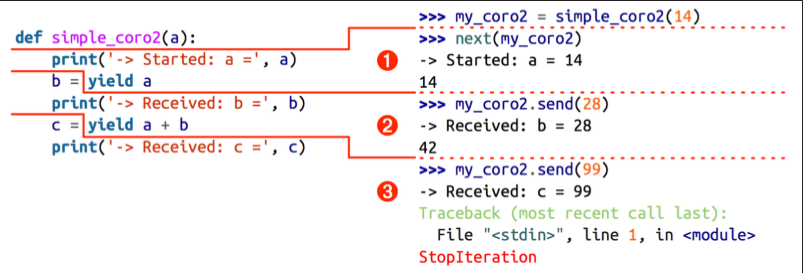 def simple_coro2(a):
    print('-> Started: a =', a)
    b = yield a
    print('-> Received: b =', b)
    c = yield a + b
    print('-> Received: c =', c)
>>> my_coro2 = simple_coro2(14)
>>> next(my_coro2)
1 -> Started: a = 14
14
>>> my_coro2.send(28)
2 -> Received: b = 28
42
>>> my_coro2.send(99)
3 -> Received: c = 99
Traceback (most recent call last):
  File "<stdin>", line 1, in <module>
StopIteration